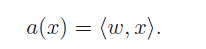 a(x) = ⟨w, x⟩.